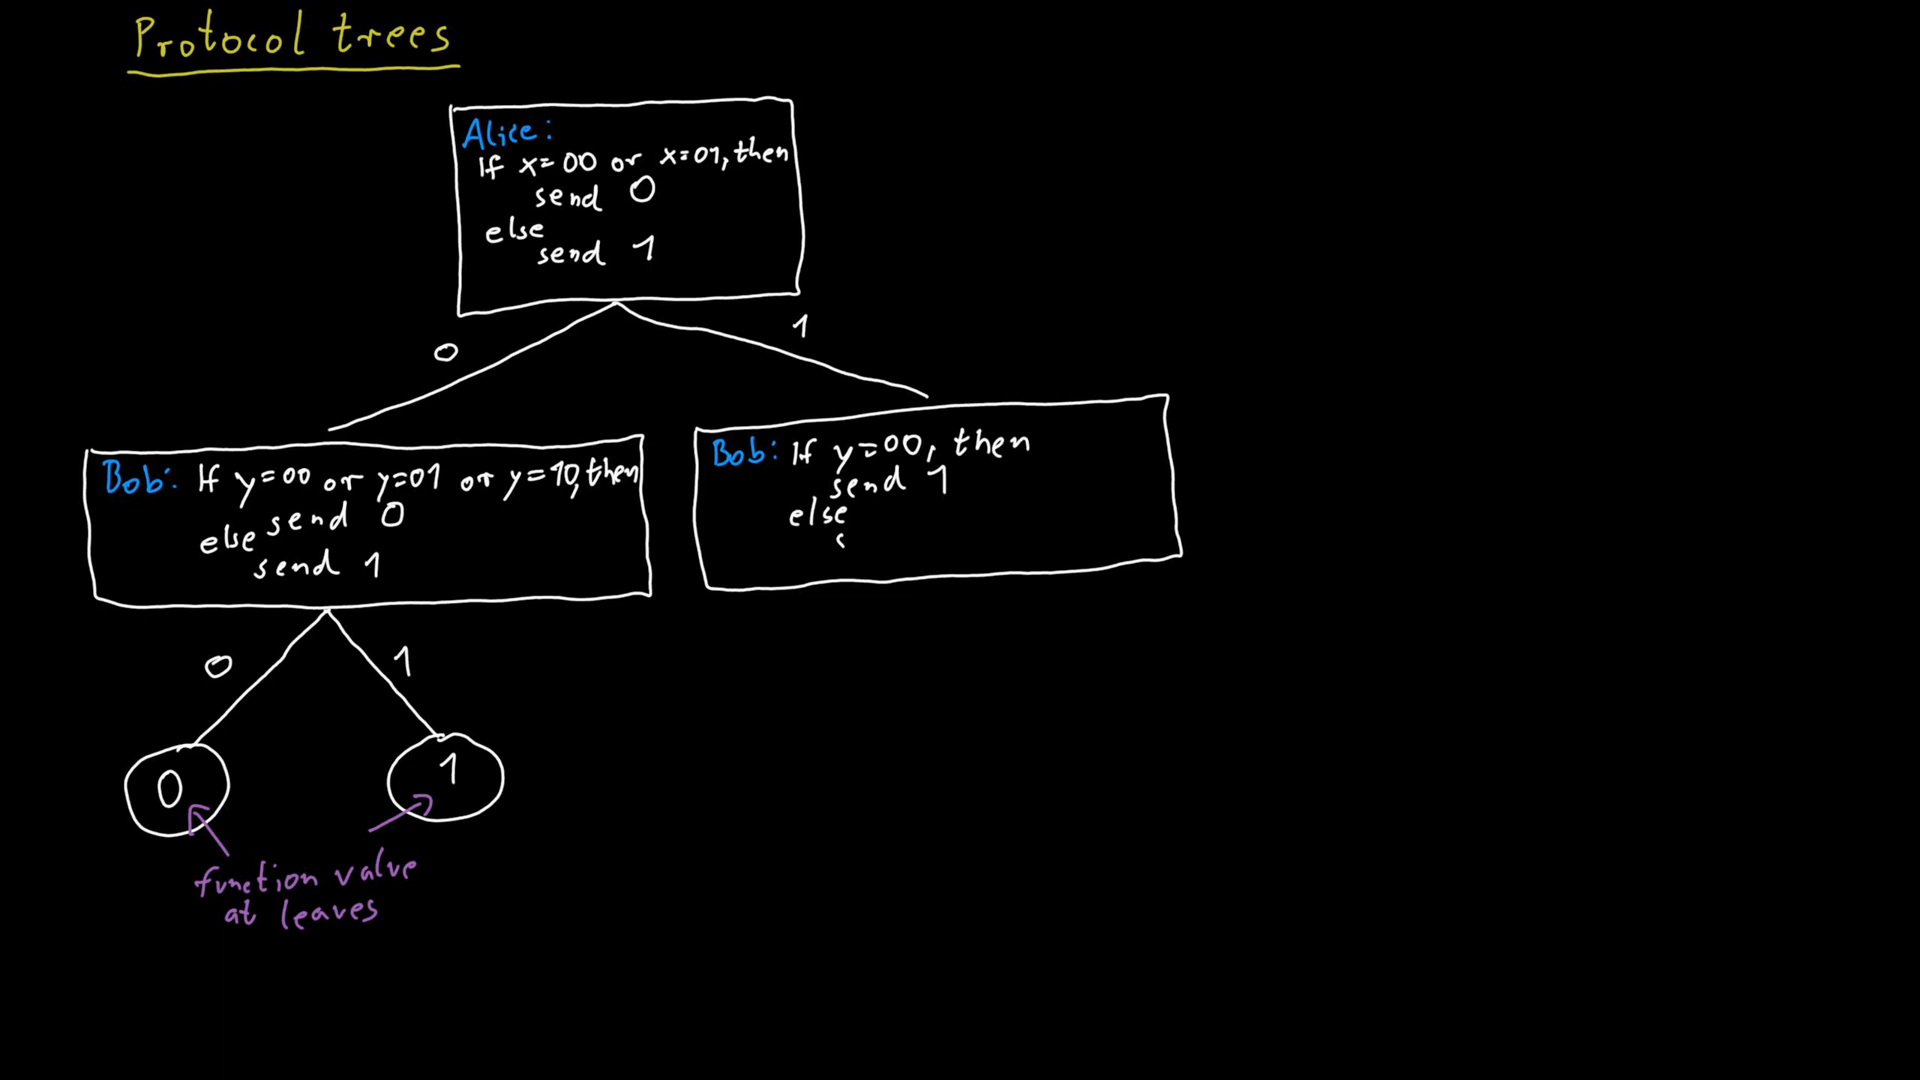 Protocol trees
Alice:
If x=00 or x=01, then
send 0
else
send 1
0
1
Bob: If y=00 or y=01 or y=10, then
send 0
else
send 1
Bob: If y=00, then
send 1
else
s
0
1
0
1
function value
at leaves